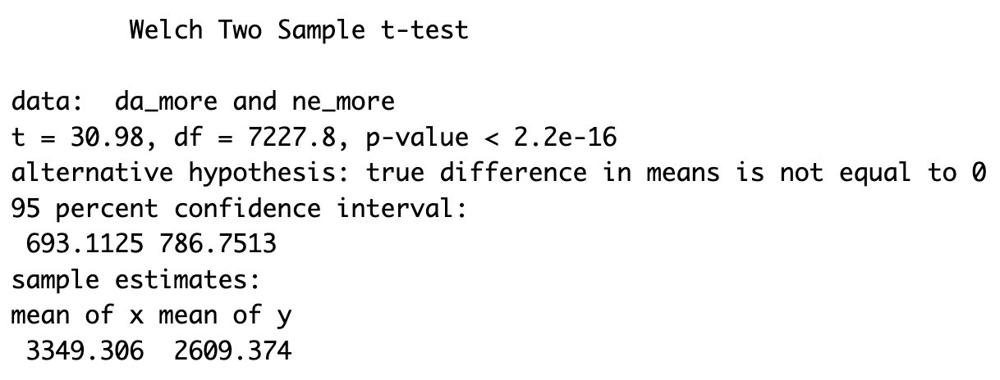 Welch Two Sample t-test
data:  da_more and ne_more
t = 30.98, df = 7227.8, p-value < 2.2e-16
alternative hypothesis: true difference in means is not equal to 0
95 percent confidence interval:
 693.1125 786.7513
sample estimates:
mean of x mean of y
 3349.306  2609.374